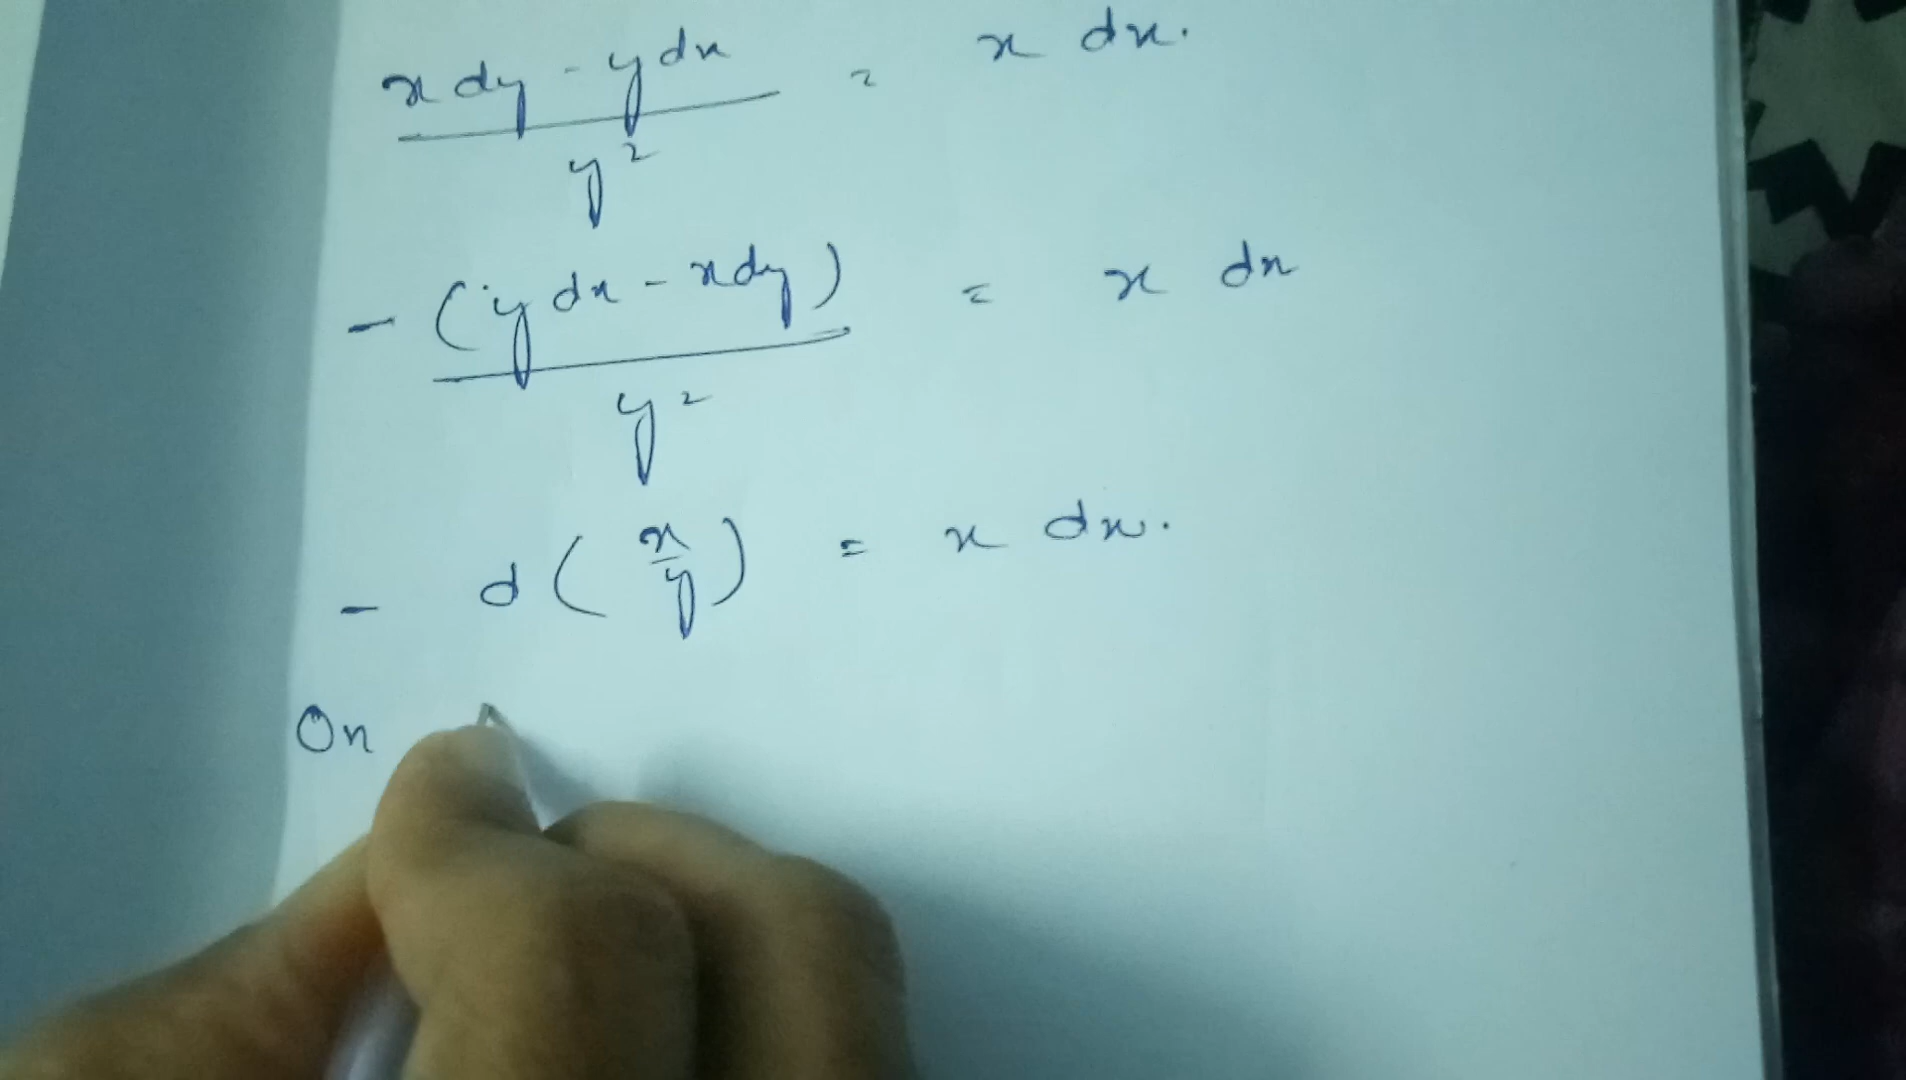 (x dy - y dx) / y² = x dx.
- (y dx - x dy) / y² = x dx
- d(x/y) = x dx.
On